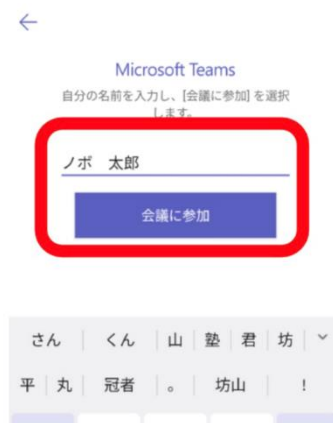 Microsoft Teams
自分の名前を入力し、[会議に参加] を選択
します。
ノボ　太郎
会議に参加
さん くん 山 塾 君 坊
平 丸 冠者 。 坊山 !